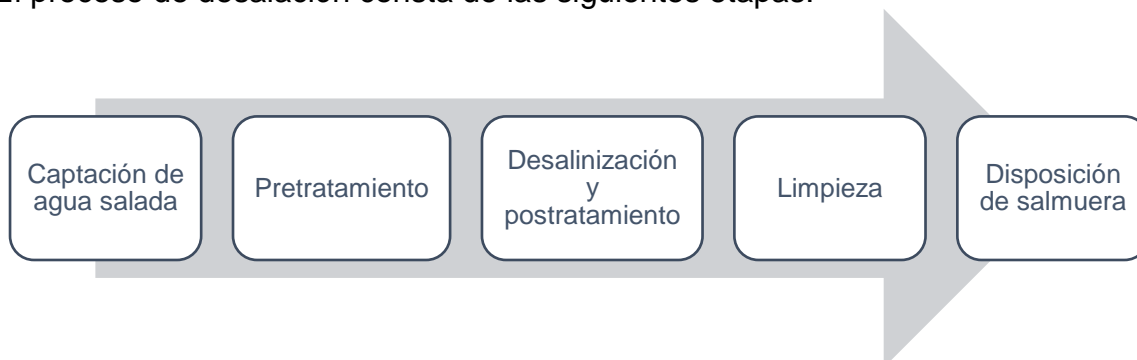 El proceso de desalación consta de las siguientes etapas:
Captación de
agua salada
Pretratamiento
Desalinización
y
postratamiento
Limpieza
Disposición
de salmuera